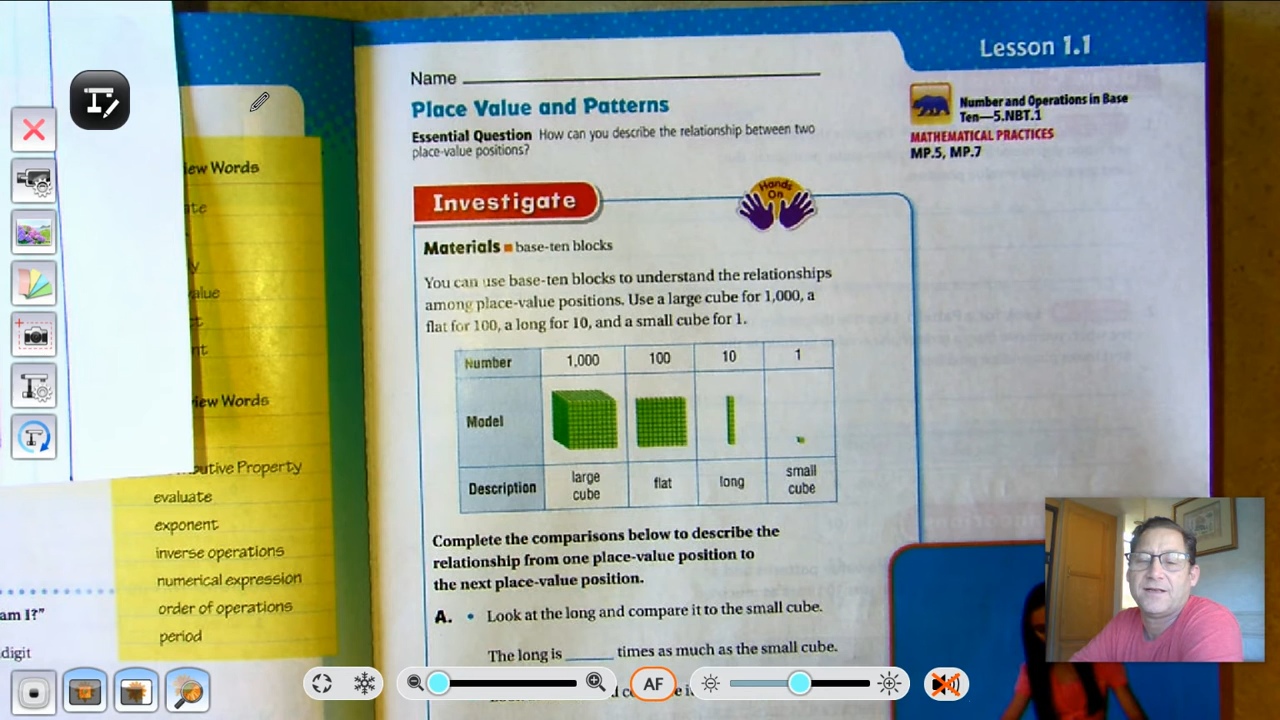 Lesson 1.1
Name
Place Value and Patterns
Essential Question How can you describe the relationship between two
place-value positions?
Number and Operations in Base
Ten—5.NBT.1
MATHEMATICAL PRACTICES
MP.5, MP.7
Investigate
Hands
On
Materials ■ base-ten blocks
You can use base-ten blocks to understand the relationships
among place-value positions. Use a large cube for 1,000, a
flat for 100, a long for 10, and a small cube for 1.
Number 1,000 100 10 1
Model
Description large cube flat long small cube
Complete the comparisons below to describe the
relationship from one place-value position to
the next place-value position.
A. • Look at the long and compare it to the small cube.
The long is ______ times as much as the small cube.
iew Words
alue
iew Words
butive Property
evaluate
exponent
inverse operations
numerical expression
order of operations
period
am I?"
digit
AF